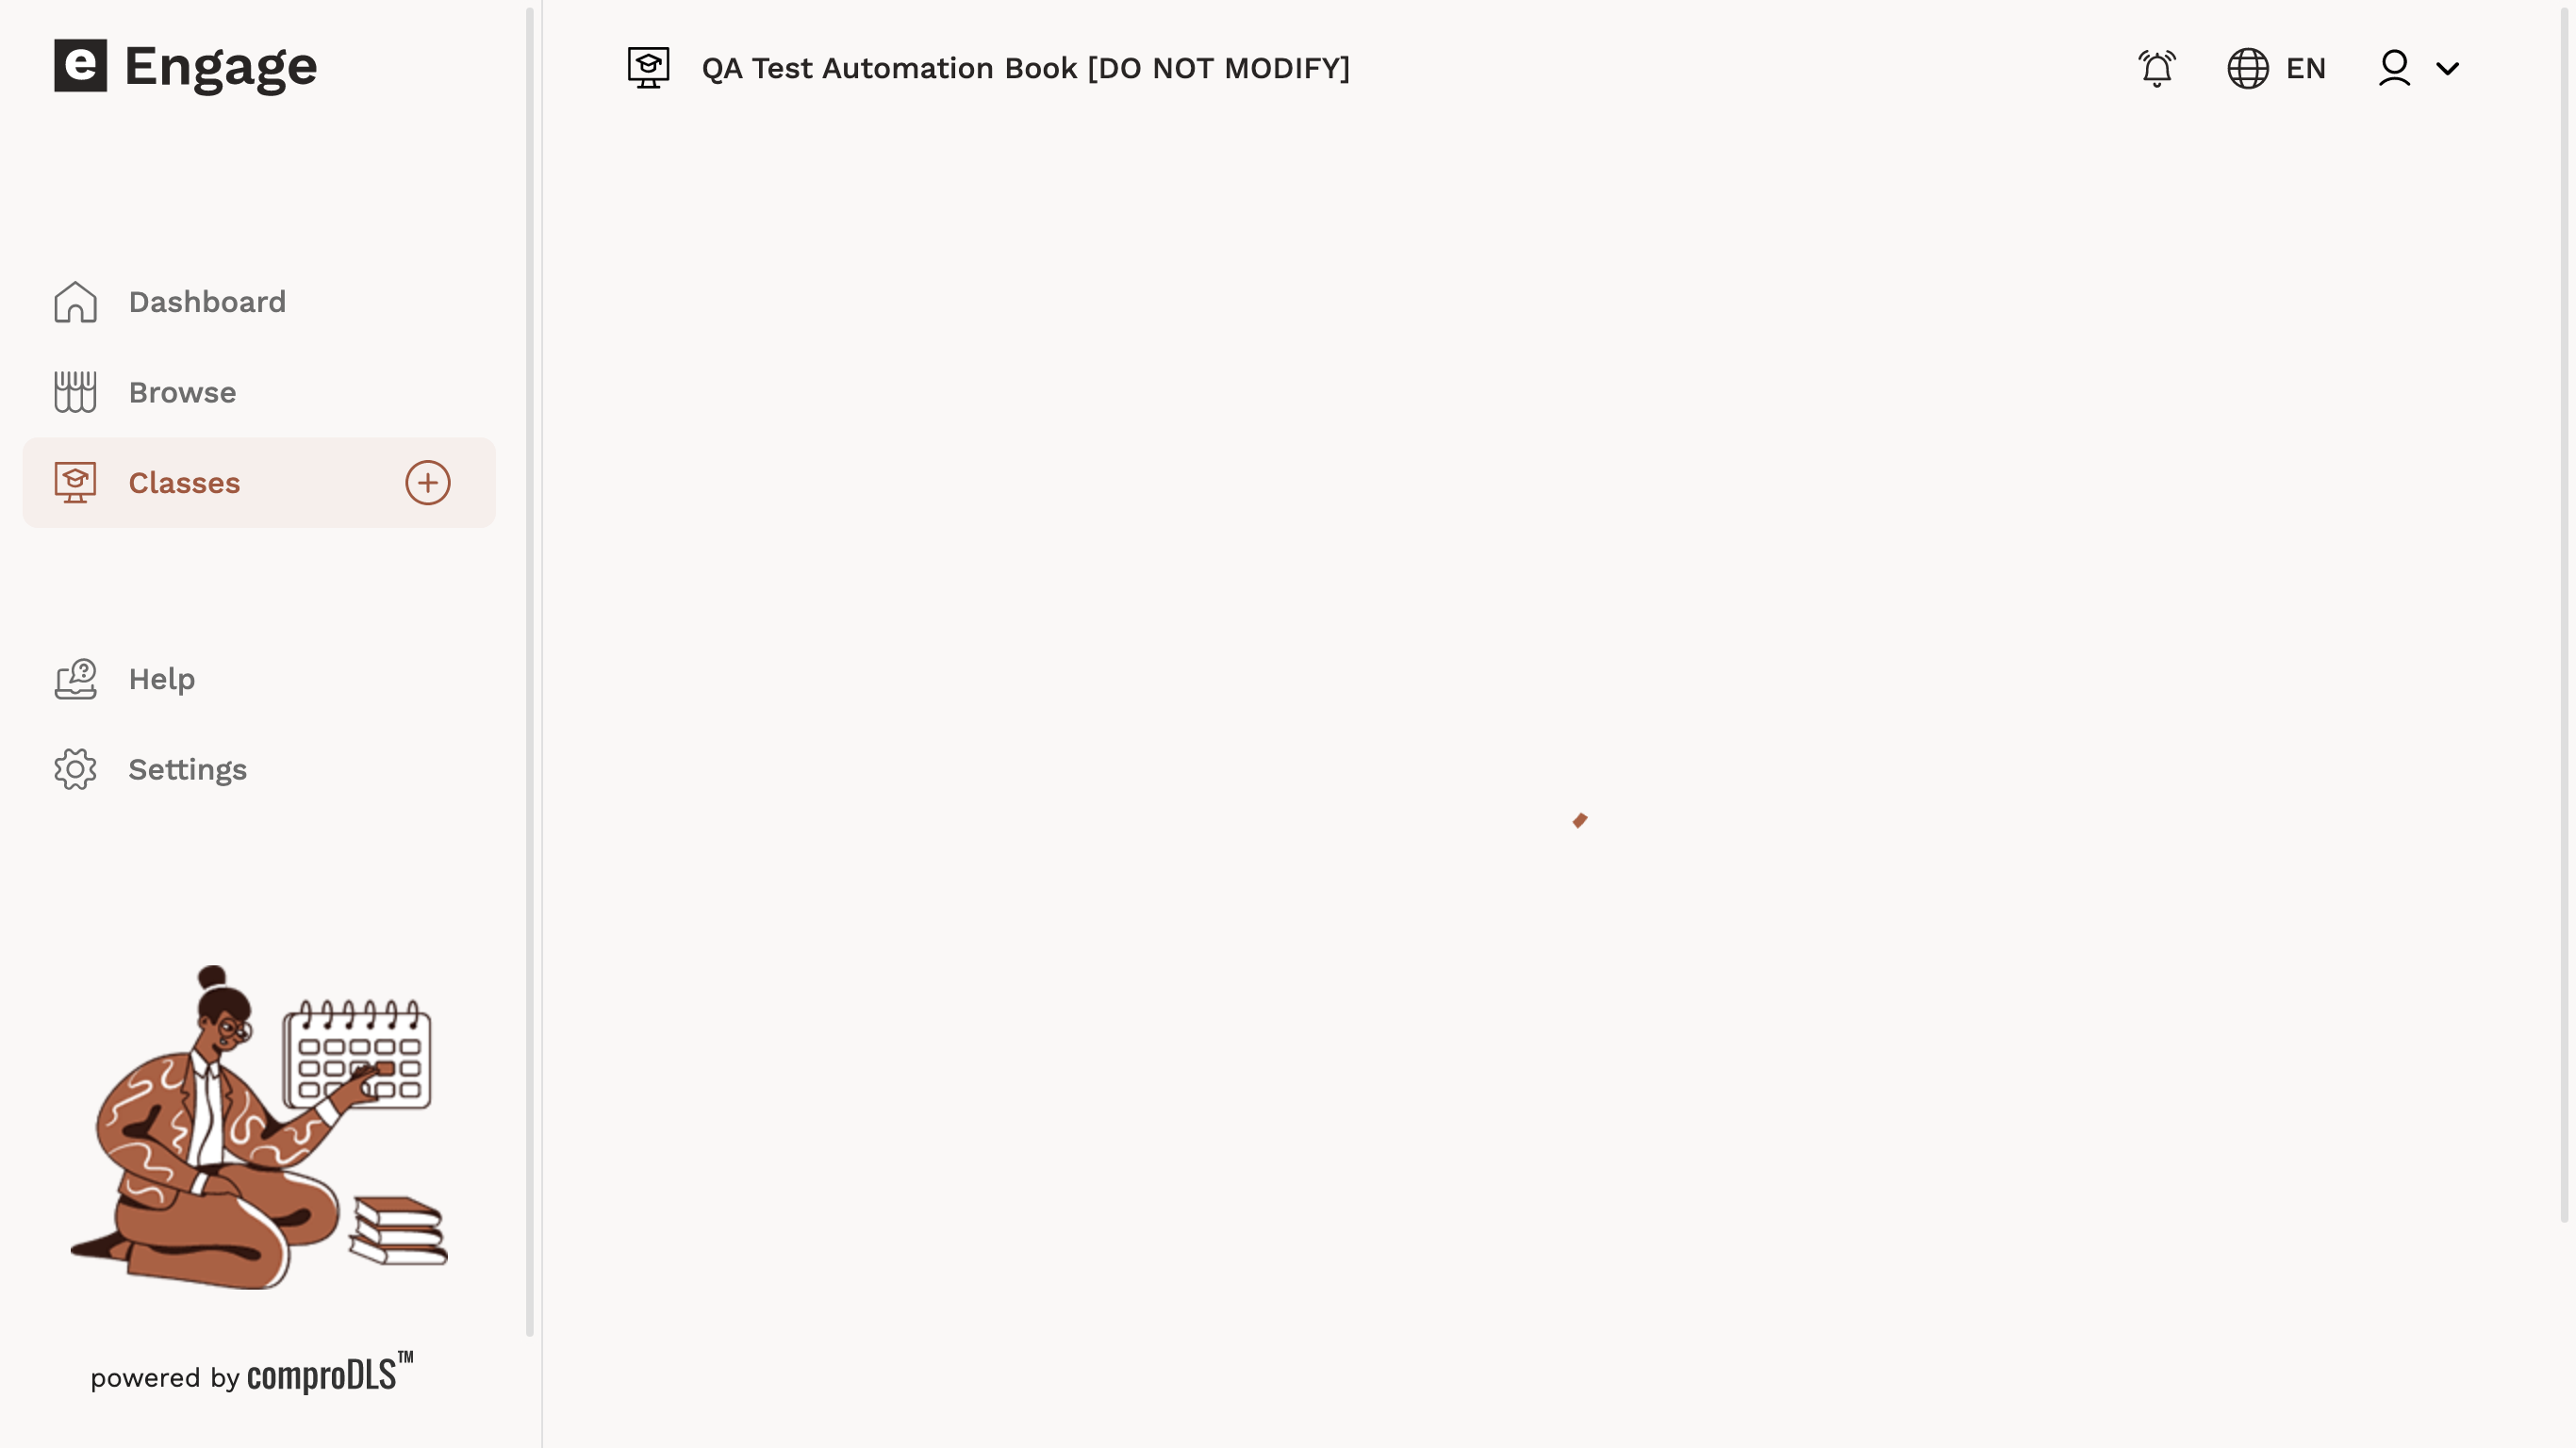 e Engage
QA Test Automation Book [DO NOT MODIFY]
EN
Dashboard
Browse
Classes
Help
Settings
powered by comproDLS™